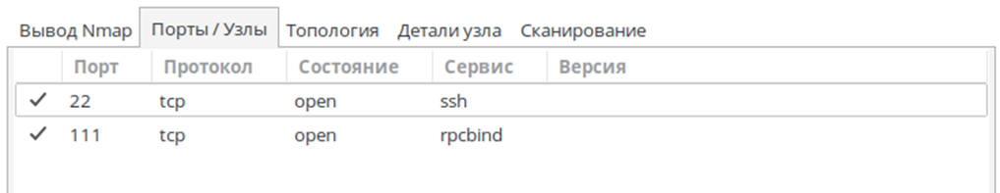 Вывод Nmap Порты / Узлы Топология Детали узла Сканирование
Порт Протокол Состояние Сервис Версия
22 tcp open ssh
111 tcp open rpcbind